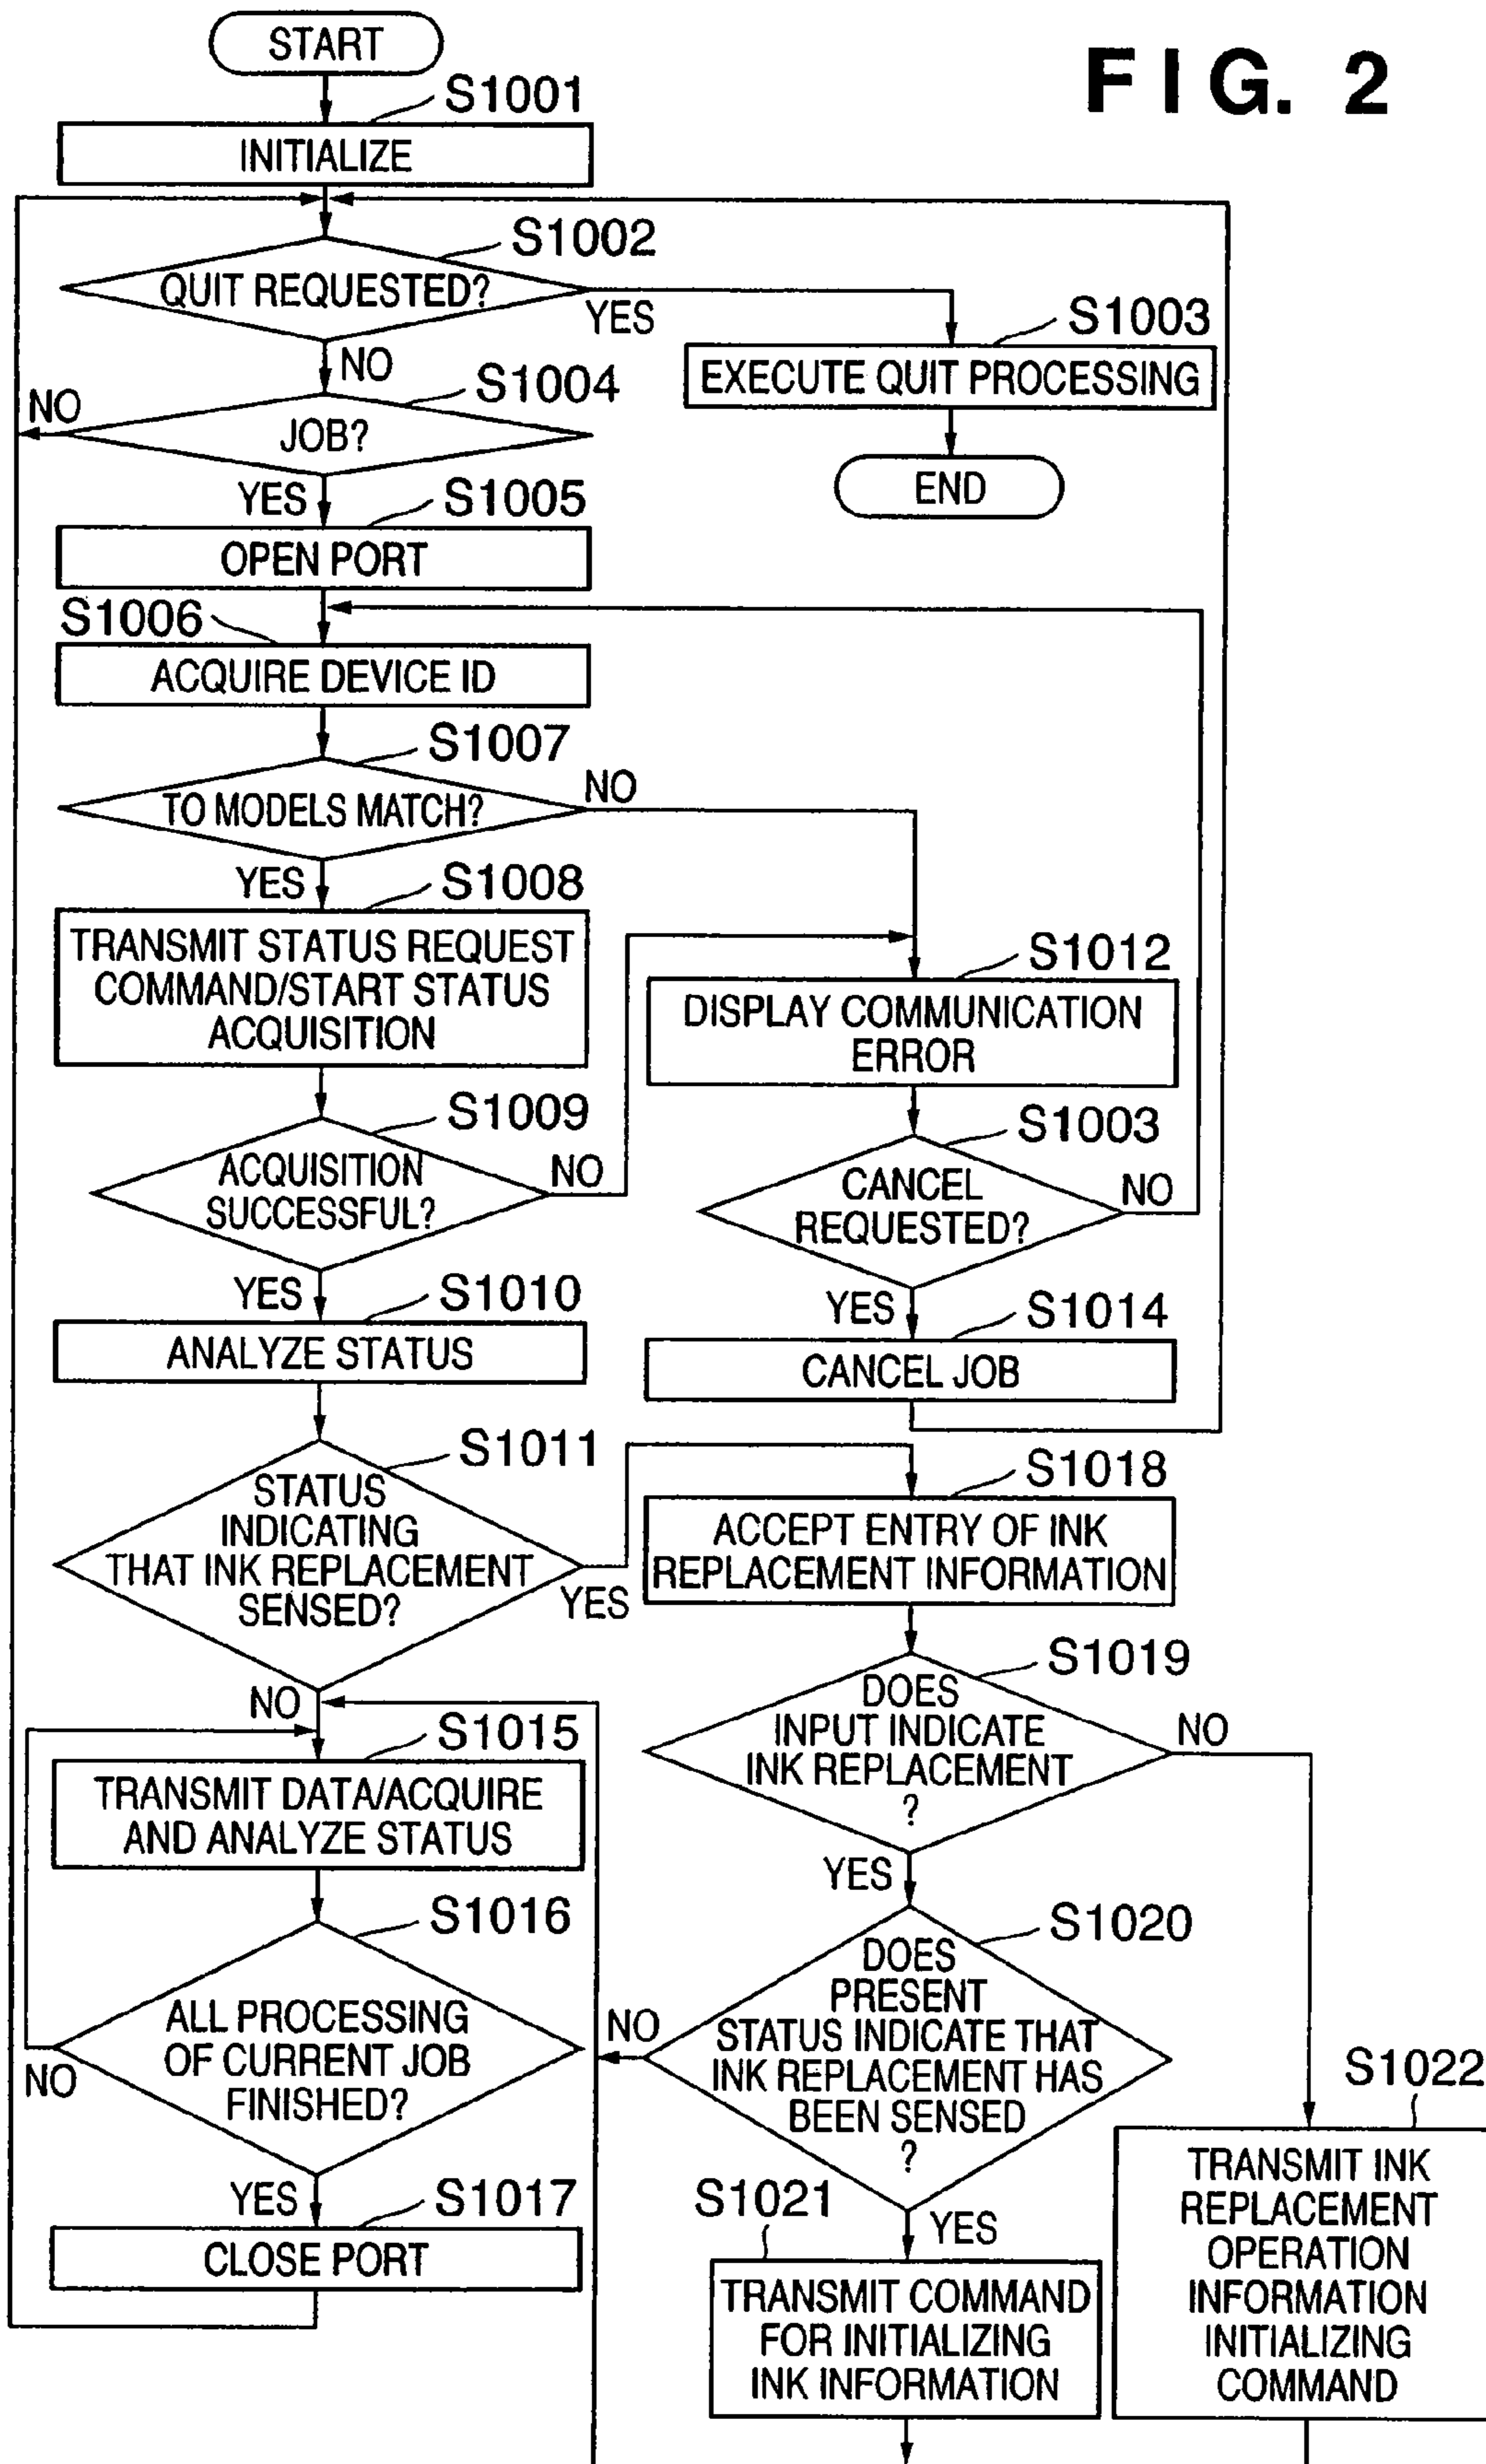 FIG. 2
START
S1001
INITIALIZE
S1002
QUIT REQUESTED?
YES
NO
S1003
EXECUTE QUIT PROCESSING
END
S1004
NO
JOB?
YES
S1005
OPEN PORT
S1006
ACQUIRE DEVICE ID
S1007
TO MODELS MATCH?
NO
YES
S1008
TRANSMIT STATUS REQUEST
COMMAND/START STATUS
ACQUISITION
S1009
ACQUISITION
SUCCESSFUL?
NO
S1012
DISPLAY COMMUNICATION
ERROR
S1003
CANCEL
REQUESTED?
NO
YES
S1014
CANCEL JOB
YES
S1010
ANALYZE STATUS
S1011
STATUS
INDICATING
THAT INK REPLACEMENT
SENSED?
YES
NO
S1018
ACCEPT ENTRY OF INK
REPLACEMENT INFORMATION
S1019
DOES
INPUT INDICATE
INK REPLACEMENT
?
NO
YES
S1015
TRANSMIT DATA/ACQUIRE
AND ANALYZE STATUS
S1016
ALL PROCESSING
OF CURRENT JOB
FINISHED?
NO
YES
S1017
CLOSE PORT
S1020
DOES
PRESENT
STATUS INDICATE THAT
INK REPLACEMENT HAS
BEEN SENSED
?
NO
YES
S1021
TRANSMIT COMMAND
FOR INITIALIZING
INK INFORMATION
S1022
TRANSMIT INK
REPLACEMENT
OPERATION
INFORMATION
INITIALIZING
COMMAND